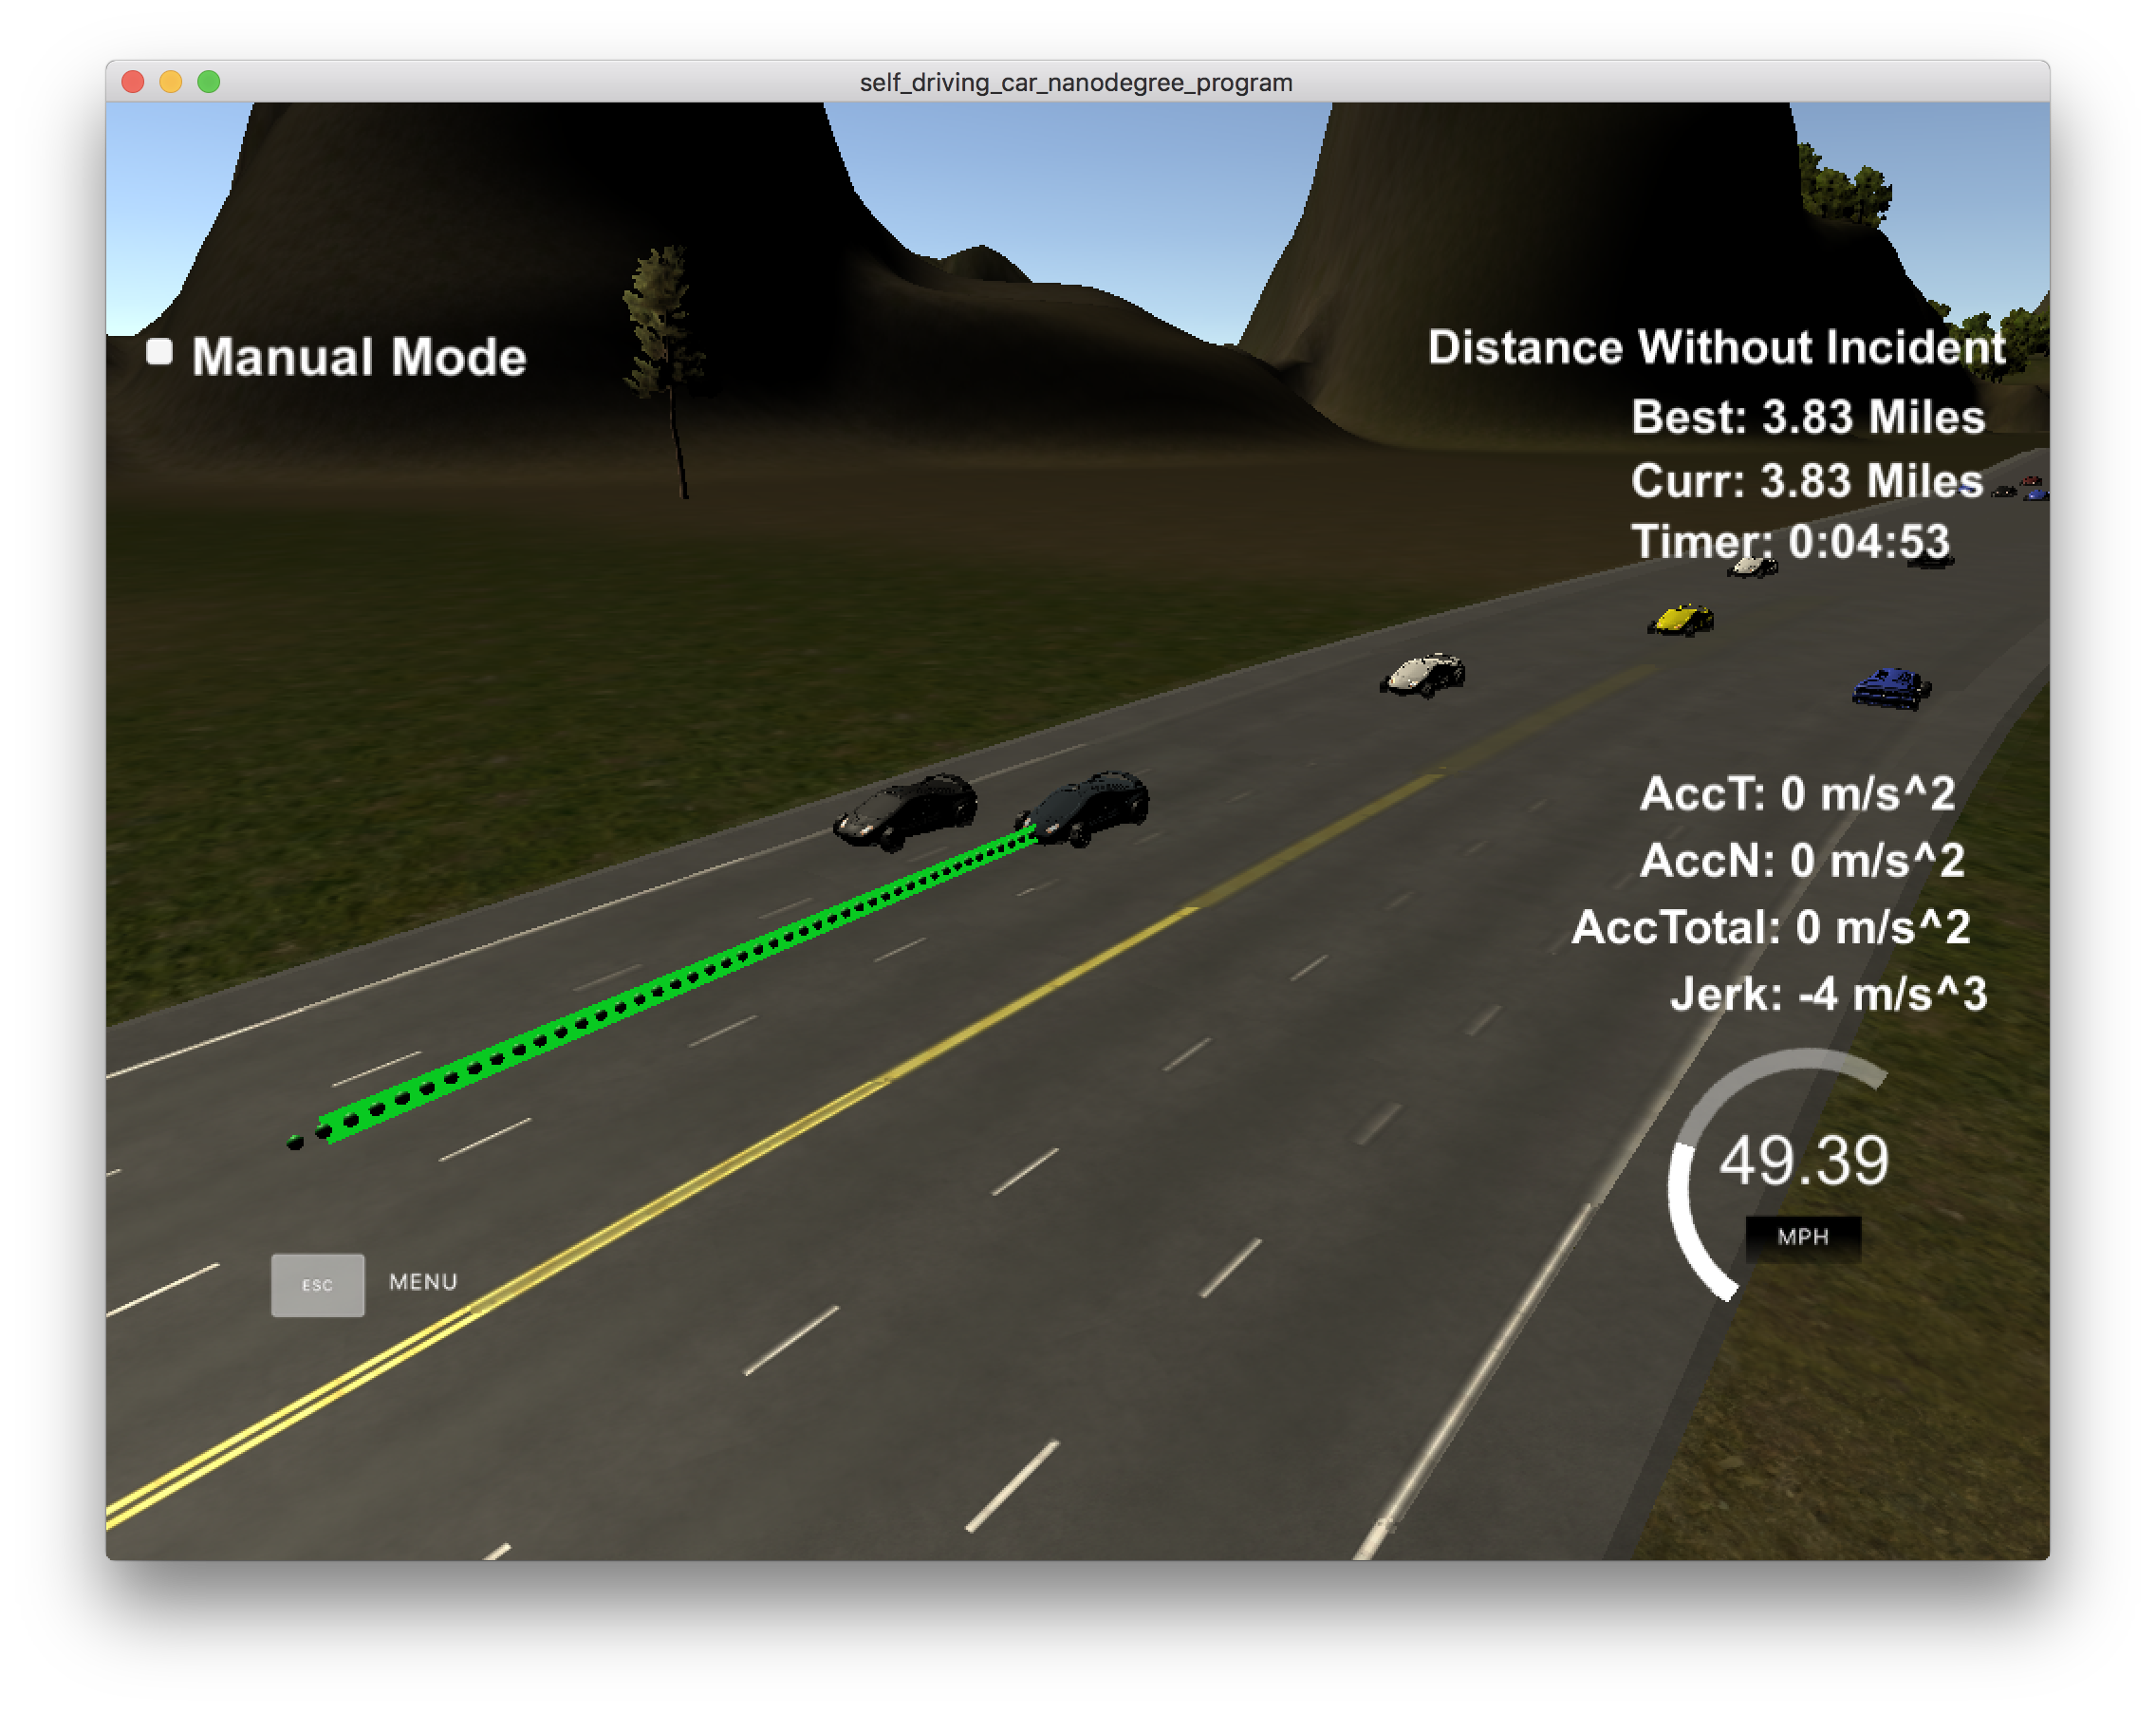 self_driving_car_nanodegree_program
Manual Mode
Distance Without Incident
Best: 3.83 Miles
Curr: 3.83 Miles
Timer: 0:04:53
AccT: 0 m/s^2
AccN: 0 m/s^2
AccTotal: 0 m/s^2
Jerk: -4 m/s^3
49.39
MPH
ESC MENU